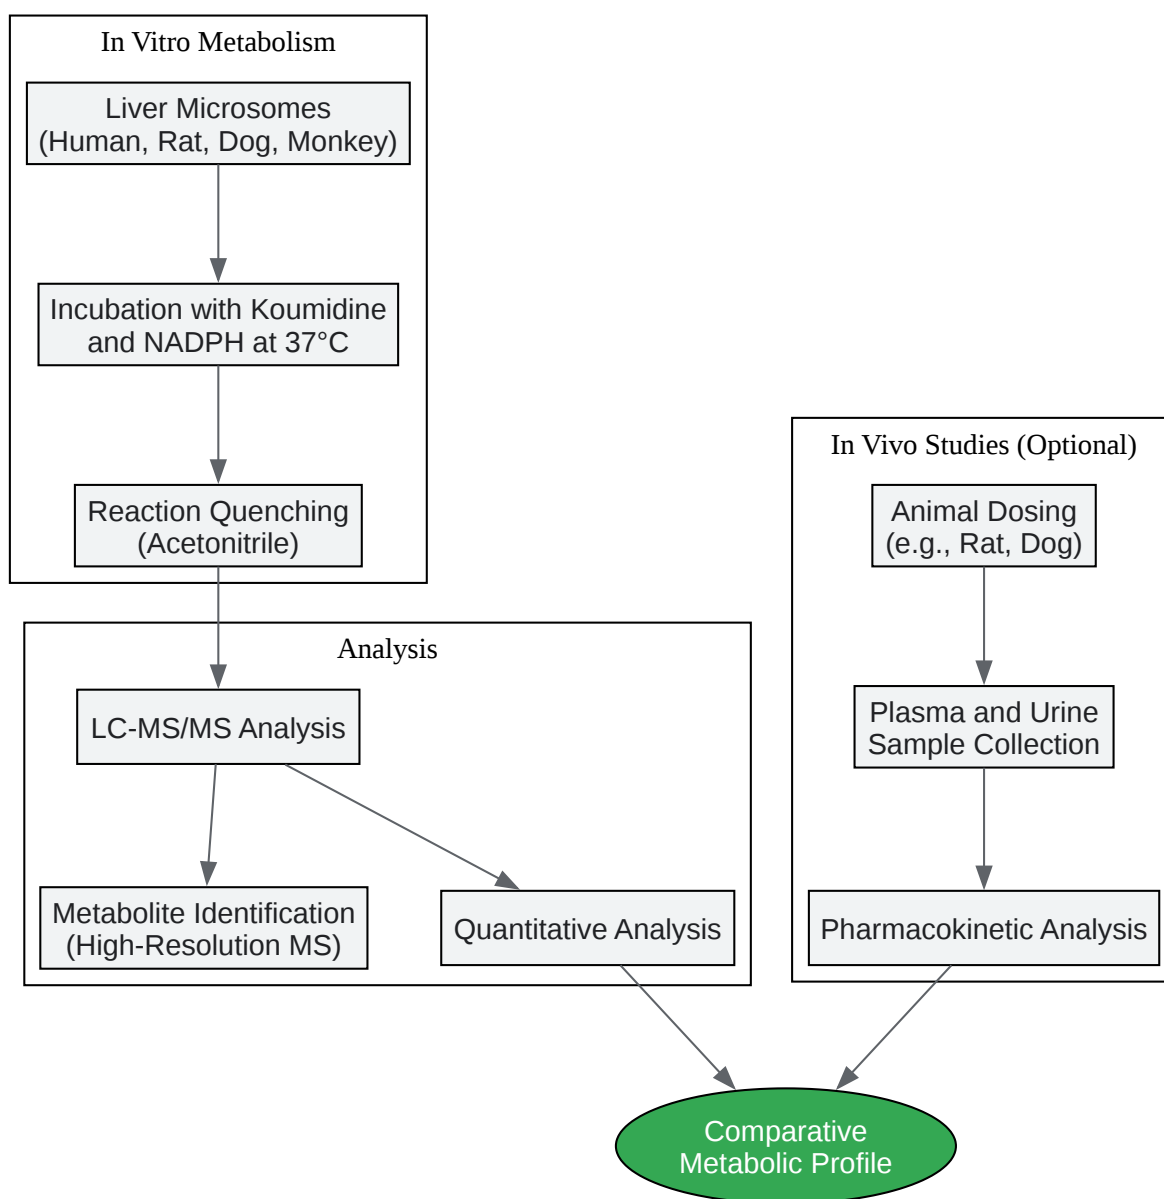 In Vitro Metabolism
Liver Microsomes
(Human, Rat, Dog, Monkey)
Incubation with Koumidine
and NADPH at 37°C
Reaction Quenching
(Acetonitrile)
In Vivo Studies (Optional)
Animal Dosing
(e.g., Rat, Dog)
Plasma and Urine
Sample Collection
Pharmacokinetic Analysis
Analysis
LC-MS/MS Analysis
Metabolite Identification
(High-Resolution MS)
Quantitative Analysis
Comparative
Metabolic Profile